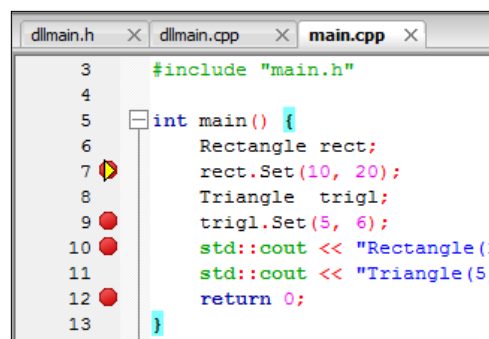 dllmain.h dllmain.cpp main.cpp
3 #include "main.h"
4
5 int main() {
6 Rectangle rect;
7 rect.Set(10, 20);
8 Triangle trigl;
9 trigl.Set(5, 6);
10 std::cout << "Rectangle(
11 std::cout << "Triangle(5
12 return 0;
13 }